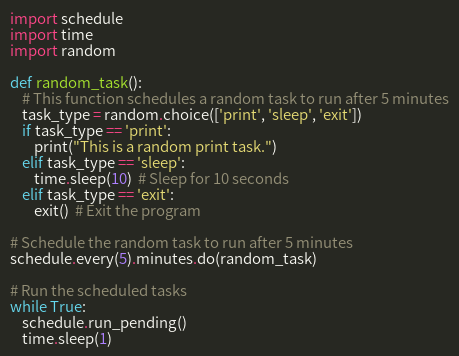 import schedule
import time
import random

def random_task():
    # This function schedules a random task to run after 5 minutes
    task_type = random.choice(['print', 'sleep', 'exit'])
    if task_type == 'print':
        print("This is a random print task.")
    elif task_type == 'sleep':
        time.sleep(10)  # Sleep for 10 seconds
    elif task_type == 'exit':
        exit()  # Exit the program

# Schedule the random task to run after 5 minutes
schedule.every(5).minutes.do(random_task)

# Run the scheduled tasks
while True:
    schedule.run_pending()
    time.sleep(1)